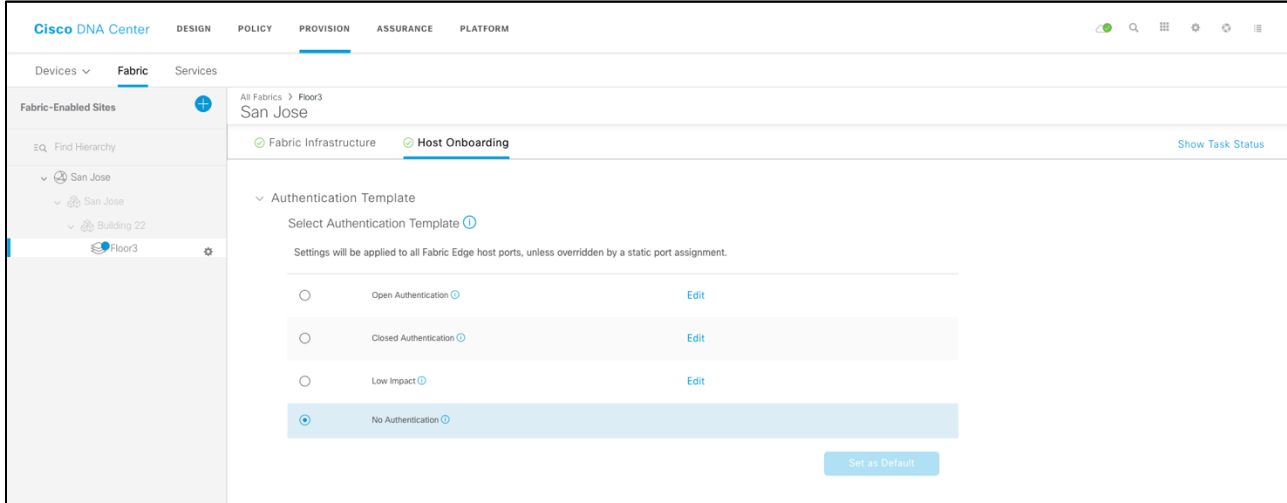 Cisco DNA Center DESIGN POLICY PROVISION ASSURANCE PLATFORM
Devices Fabric Services
Fabric-Enabled Sites
All Fabrics > Floor3
San Jose
Find Hierarchy
Fabric Infrastructure Host Onboarding Show Task Status
San Jose
San Jose
Building 22
Floor3
Authentication Template
Select Authentication Template
Settings will be applied to all Fabric Edge host ports, unless overridden by a static port assignment.
Open Authentication Edit
Closed Authentication Edit
Low Impact Edit
No Authentication
Set as Default